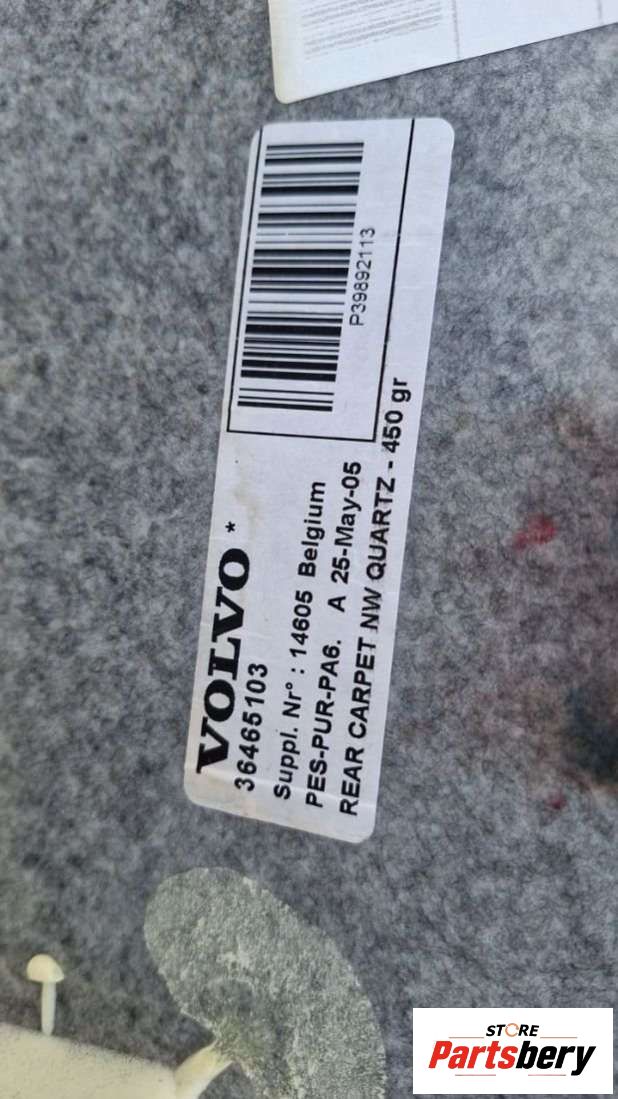 VOLVO *
36465103
Suppl. Nr° : 14605 Belgium
PES-PUR-PA6. A 25-May-05
REAR CARPET NW QUARTZ - 450 gr
P39892113
STORE
Partsbery